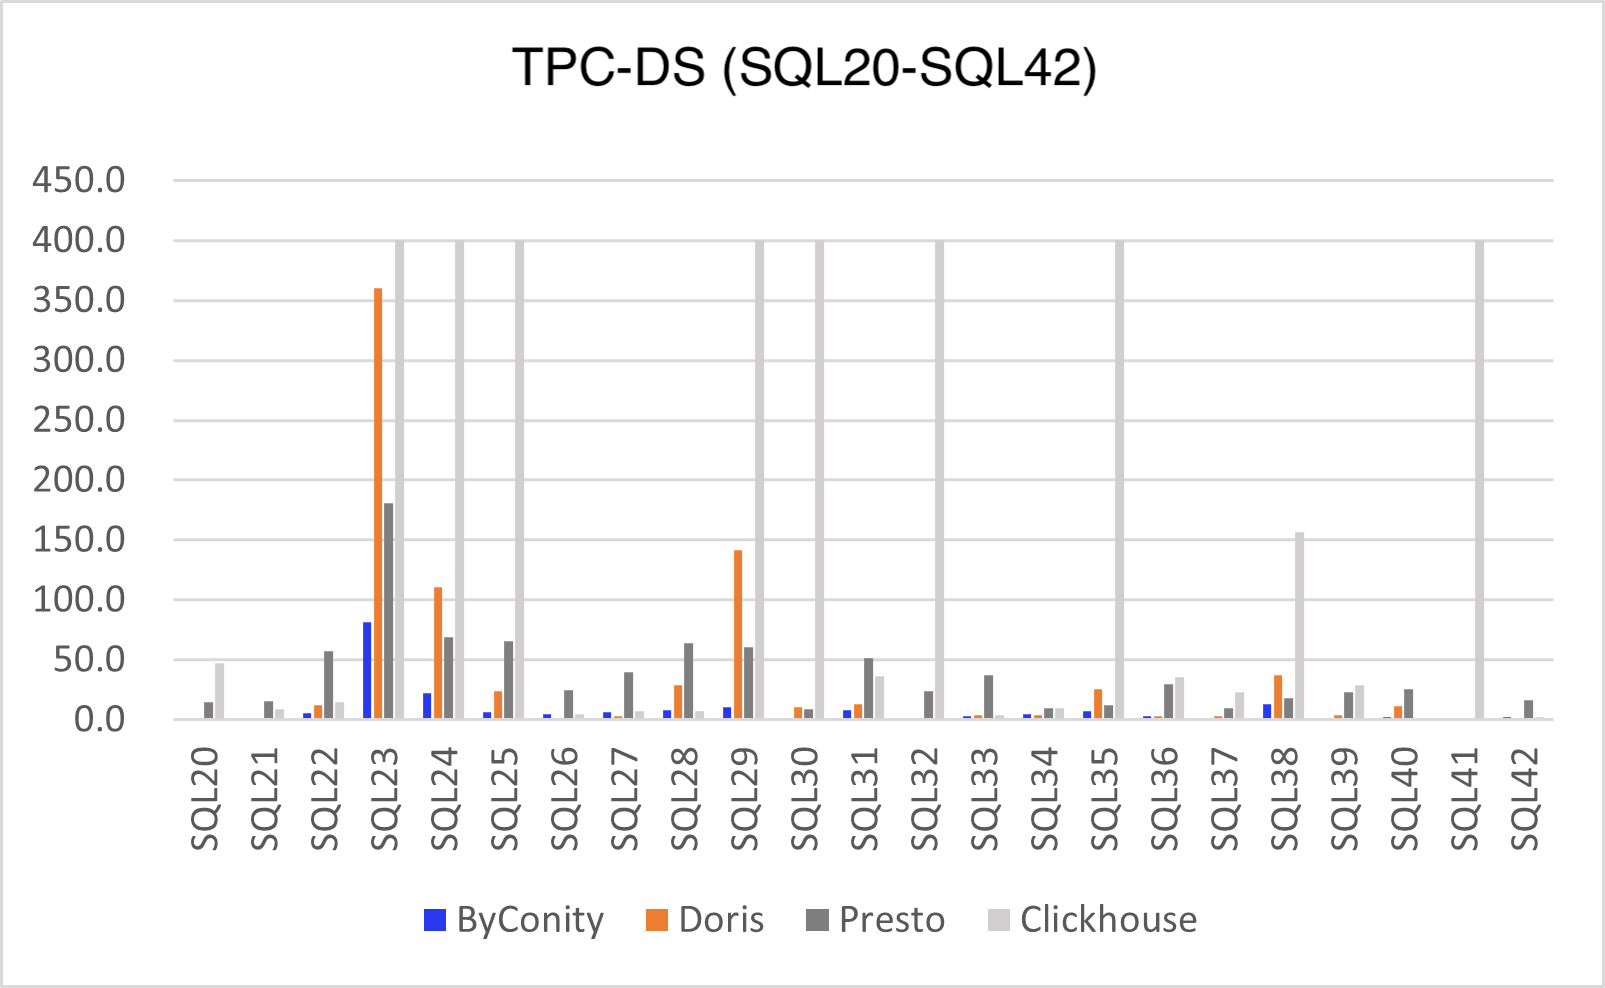 TPC-DS (SQL20-SQL42)
450.0
400.0
350.0
300.0
250.0
200.0
150.0
100.0
50.0
0.0
SQL20
SQL21
SQL22
SQL23
SQL24
SQL25
SQL26
SQL27
SQL28
SQL29
SQL30
SQL31
SQL32
SQL33
SQL34
SQL35
SQL36
SQL37
SQL38
SQL39
SQL40
SQL41
SQL42
ByConity Doris Presto Clickhouse